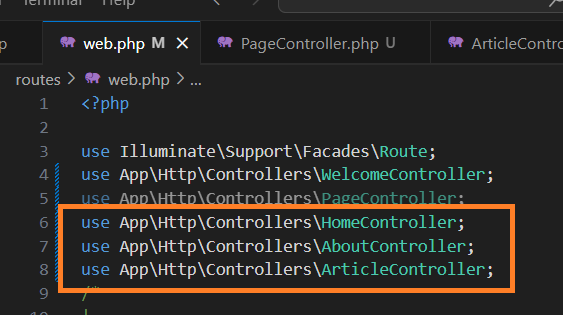 Terminal Help
p web.php M × PageController.php U ArticleContro
routes > web.php > ...
1 <?php
2
3 use Illuminate\Support\Facades\Route;
4 use App\Http\Controllers\WelcomeController;
5 use App\Http\Controllers\PageController;
6 use App\Http\Controllers\HomeController;
7 use App\Http\Controllers\AboutController;
8 use App\Http\Controllers\ArticleController;
9 /*